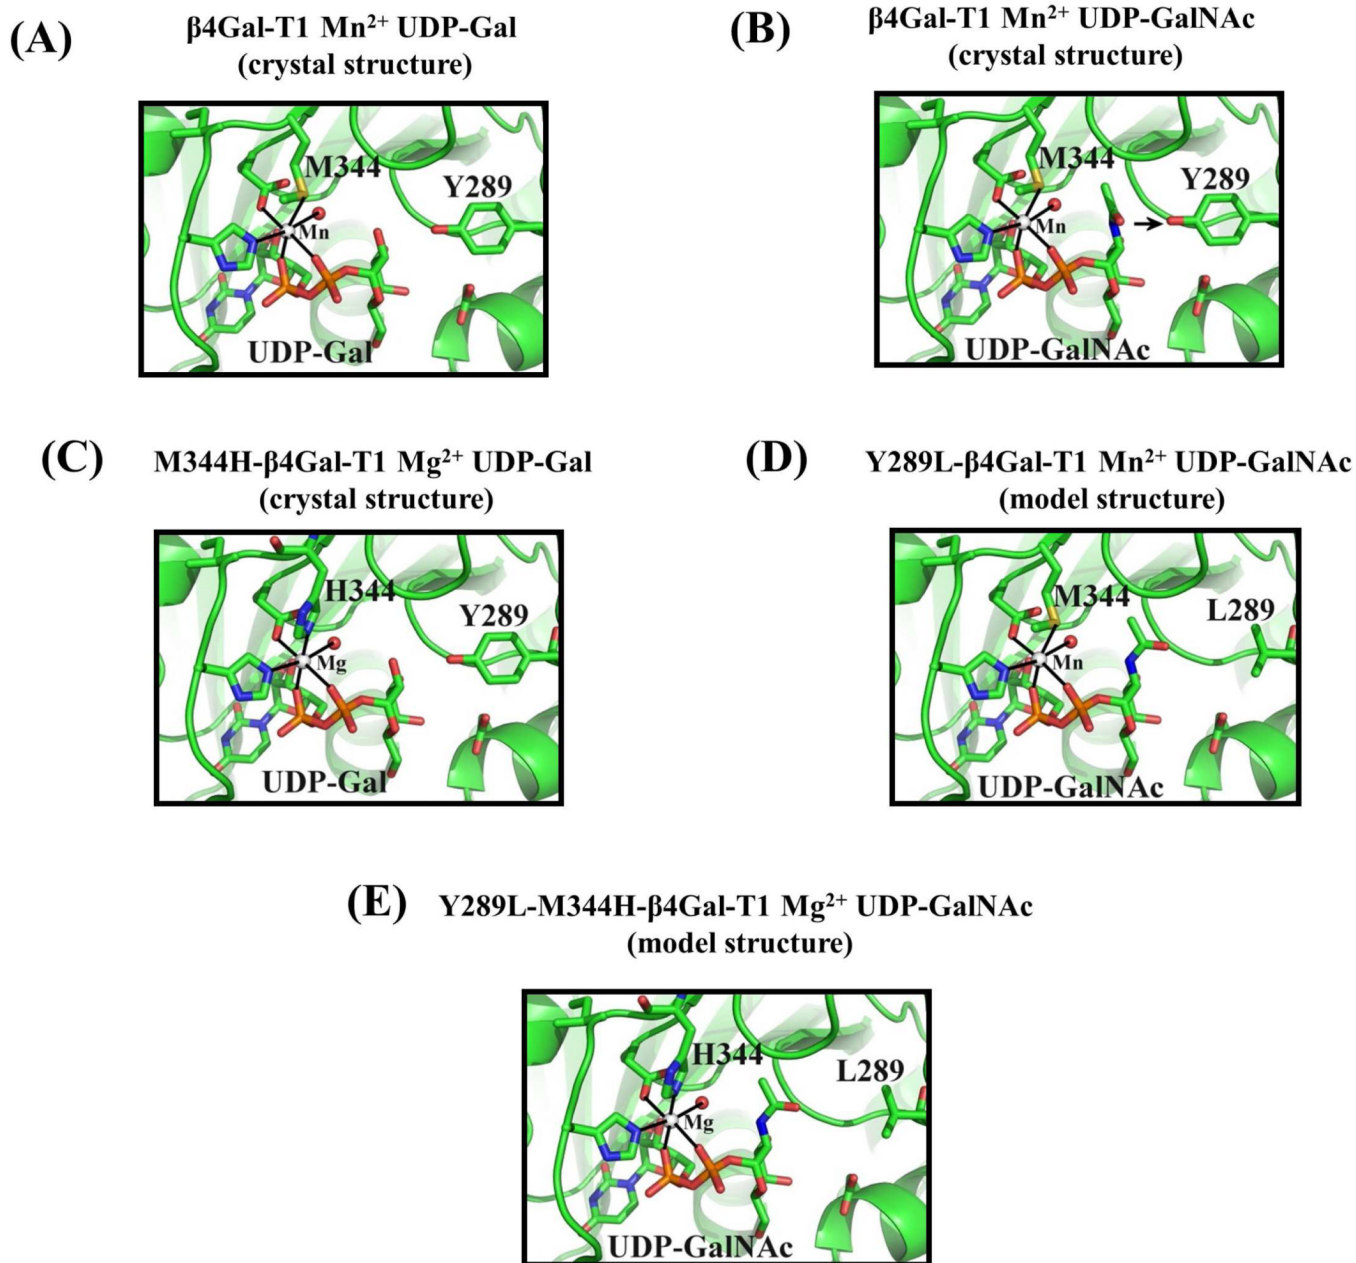 (A)
β4Gal-T1 Mn²⁺ UDP-Gal
(crystal structure)
M344
Y289
Mn
UDP-Gal
(B)
β4Gal-T1 Mn²⁺ UDP-GalNAc
(crystal structure)
M344
Y289
Mn
UDP-GalNAc
(C)
M344H-β4Gal-T1 Mg²⁺ UDP-Gal
(crystal structure)
H344
Y289
Mg
UDP-Gal
(D)
Y289L-β4Gal-T1 Mn²⁺ UDP-GalNAc
(model structure)
M344
L289
Mn
UDP-GalNAc
(E)
Y289L-M344H-β4Gal-T1 Mg²⁺ UDP-GalNAc
(model structure)
H344
L289
Mg
UDP-GalNAc